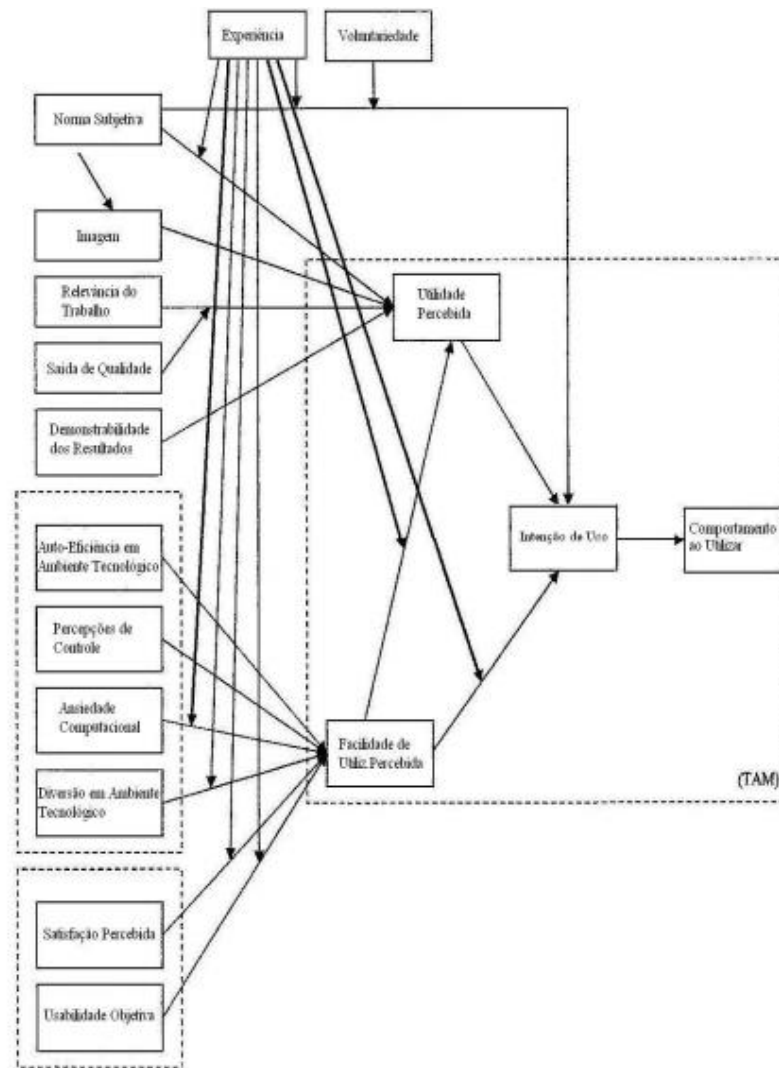 Experiência
Voluntariedade
Norma Subjetiva
Imagem
Relevância do
Trabalho
Utilidade
Percebida
Saída de Qualidade
Demonstrabilidade
dos Resultados
Intenção de Uso
Comportamento
ao Utilizar
Auto-Eficiência em
Ambiente Tecnológico
Percepções de
Controle
Ansiedade
Computacional
Facilidade de
Utiliz.Percebida
Diversão em Ambiente
Tecnológico
(TAM)
Satisfação Percebida
Usabilidade Objetiva